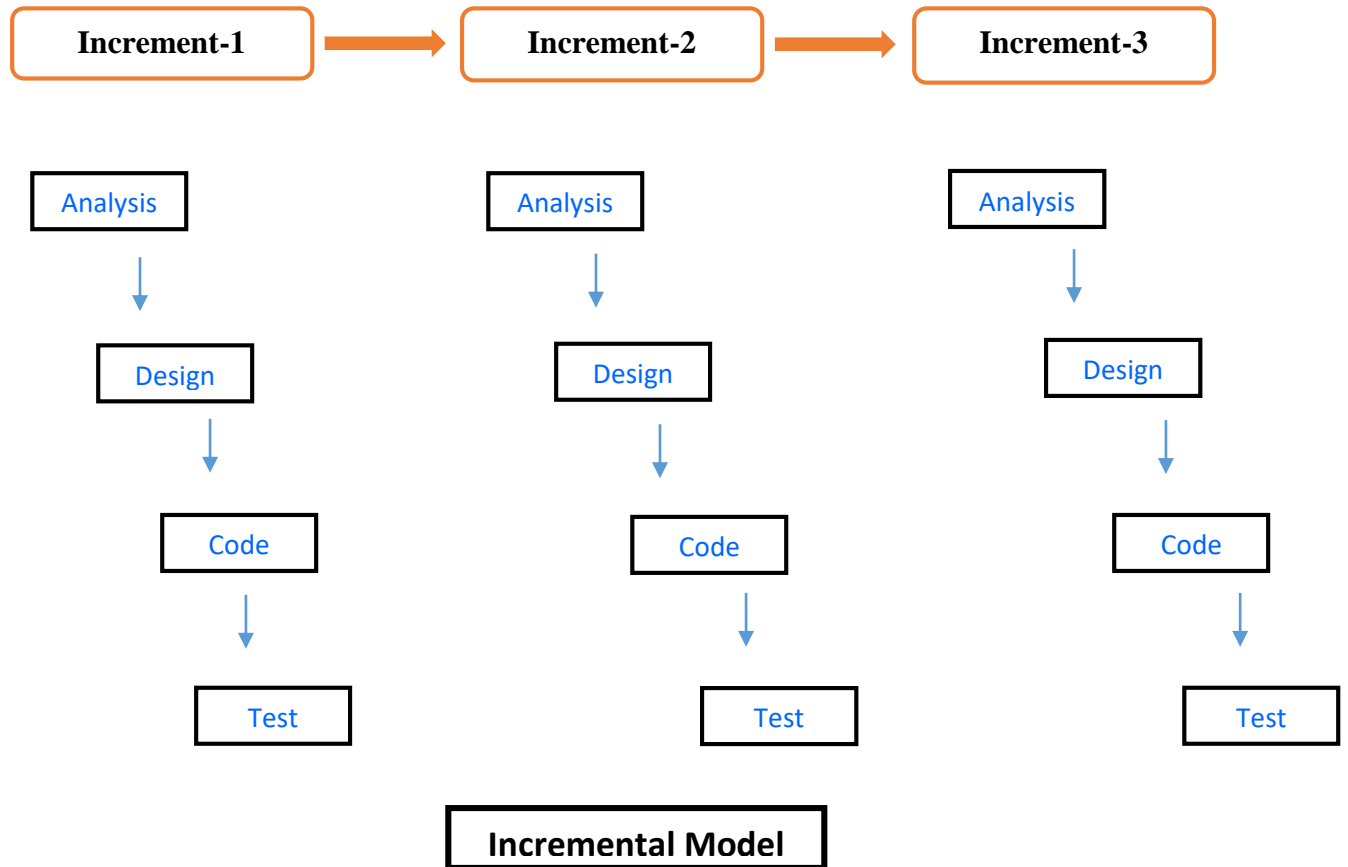 Increment-1
Increment-2
Increment-3
Analysis
Analysis
Analysis
Design
Design
Design
Code
Code
Code
Test
Test
Test
Incremental Model